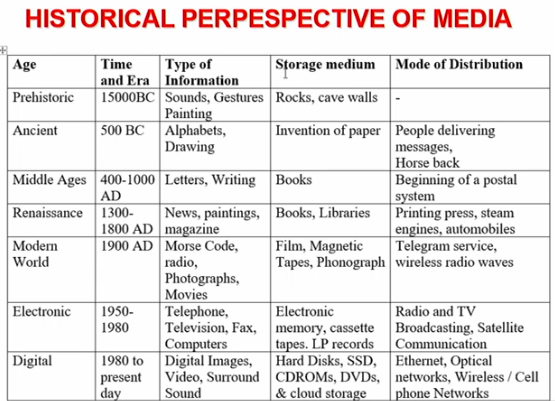 HISTORICAL PERPESPECTIVE OF MEDIA
Age
Time
and Era
Type of
Information
Storage medium
Mode of Distribution
Prehistoric
15000BC
Sounds, Gestures
Painting
Rocks, cave walls
-
Ancient
500 BC
Alphabets,
Drawing
Invention of paper
People delivering
messages,
Horse back
Middle Ages
400-1000
AD
Letters, Writing
Books
Beginning of a postal
system
Renaissance
1300-
1800 AD
News, paintings,
magazine
Books, Libraries
Printing press, steam
engines, automobiles
Modern
World
1900 AD
Morse Code,
radio,
Photographs,
Movies
Film, Magnetic
Tapes, Phonograph
Telegram service,
wireless radio waves
Electronic
1950-
1980
Telephone,
Television, Fax,
Computers
Electronic
memory, cassette
tapes. LP records
Radio and TV
Broadcasting, Satellite
Communication
Digital
1980 to
present
day
Digital Images,
Video, Surround
Sound
Hard Disks, SSD,
CDROMs, DVDs,
& cloud storage
Ethernet, Optical
networks, Wireless / Cell
phone Networks